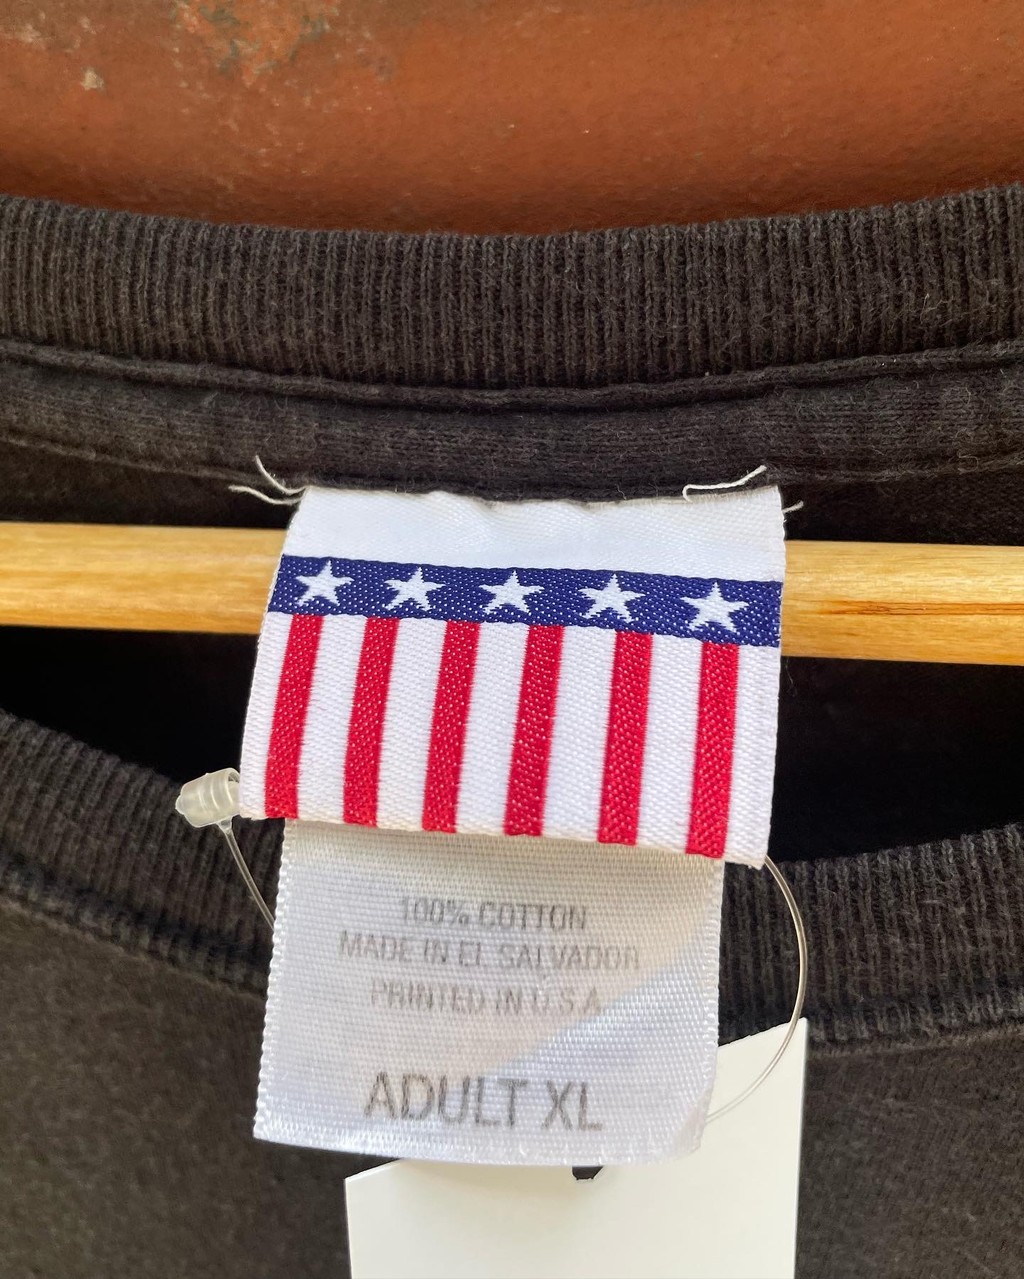 100% COTTON
MADE IN EL SALVADOR
PRINTED IN U.S.A
ADULT XL